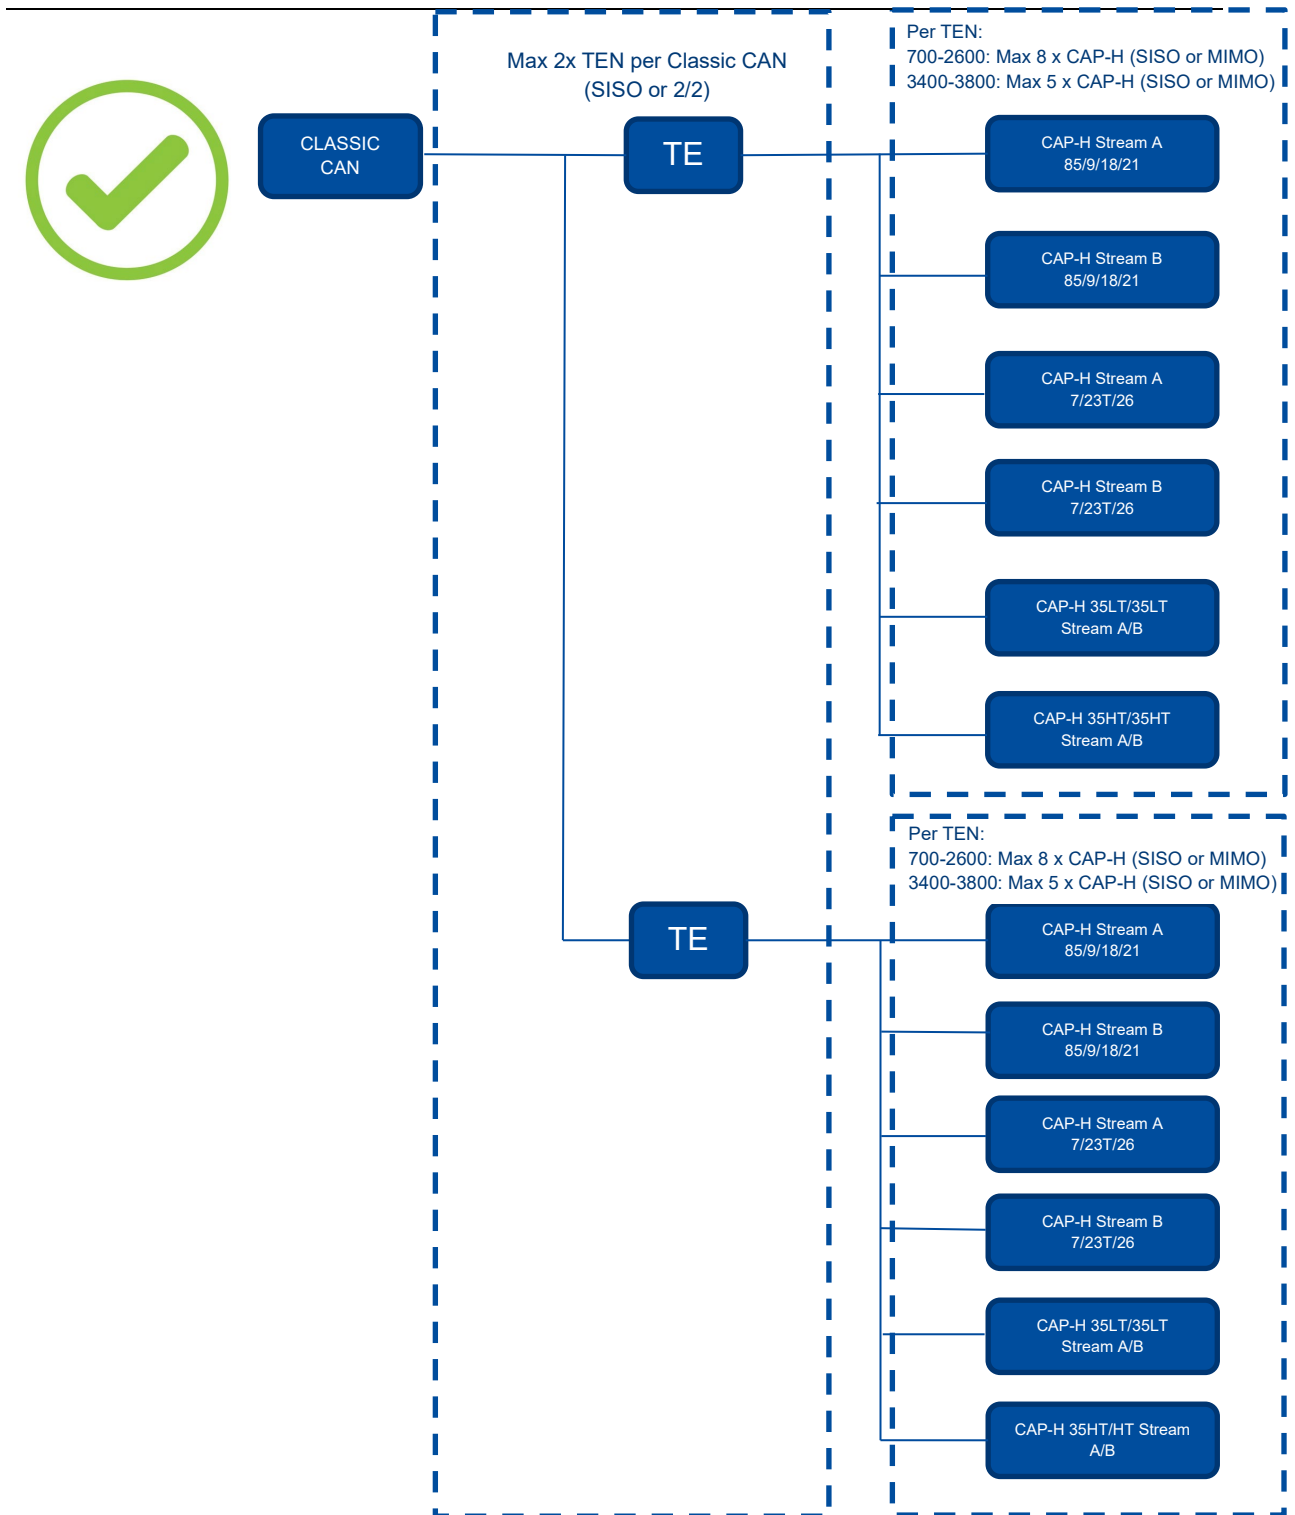 Max 2x TEN per Classic CAN
(SISO or 2/2)
Per TEN:
700-2600: Max 8 x CAP-H (SISO or MIMO)
3400-3800: Max 5 x CAP-H (SISO or MIMO)
CLASSIC
CAN
TE
CAP-H Stream A
85/9/18/21
CAP-H Stream B
85/9/18/21
CAP-H Stream A
7/23T/26
CAP-H Stream B
7/23T/26
CAP-H 35LT/35LT
Stream A/B
CAP-H 35HT/35HT
Stream A/B
Per TEN:
700-2600: Max 8 x CAP-H (SISO or MIMO)
3400-3800: Max 5 x CAP-H (SISO or MIMO)
TE
CAP-H Stream A
85/9/18/21
CAP-H Stream B
85/9/18/21
CAP-H Stream A
7/23T/26
CAP-H Stream B
7/23T/26
CAP-H 35LT/35LT
Stream A/B
CAP-H 35HT/HT Stream
A/B